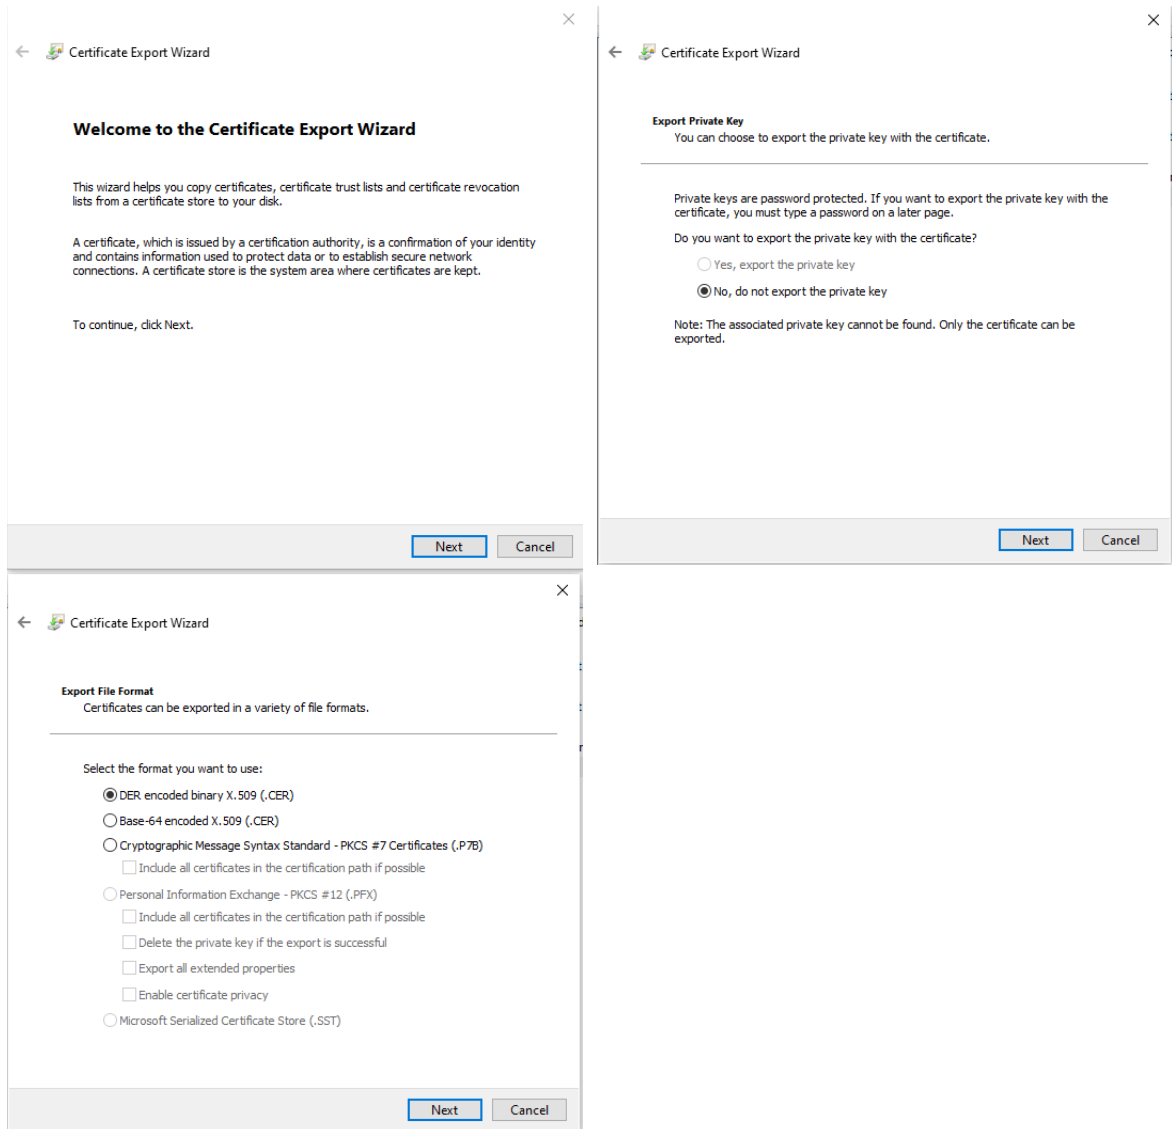 Certificate Export Wizard
Welcome to the Certificate Export Wizard
This wizard helps you copy certificates, certificate trust lists and certificate revocation
lists from a certificate store to your disk.
A certificate, which is issued by a certification authority, is a confirmation of your identity
and contains information used to protect data or to establish secure network
connections. A certificate store is the system area where certificates are kept.
To continue, click Next.
Next
Cancel
Certificate Export Wizard
Export Private Key
You can choose to export the private key with the certificate.
Private keys are password protected. If you want to export the private key with the
certificate, you must type a password on a later page.
Do you want to export the private key with the certificate?
Yes, export the private key
No, do not export the private key
Note: The associated private key cannot be found. Only the certificate can be
exported.
Next
Cancel
Certificate Export Wizard
Export File Format
Certificates can be exported in a variety of file formats.
Select the format you want to use:
DER encoded binary X.509 (.CER)
Base-64 encoded X.509 (.CER)
Cryptographic Message Syntax Standard - PKCS #7 Certificates (.P7B)
Include all certificates in the certification path if possible
Personal Information Exchange - PKCS #12 (.PFX)
Include all certificates in the certification path if possible
Delete the private key if the export is successful
Export all extended properties
Enable certificate privacy
Microsoft Serialized Certificate Store (.SST)
Next
Cancel